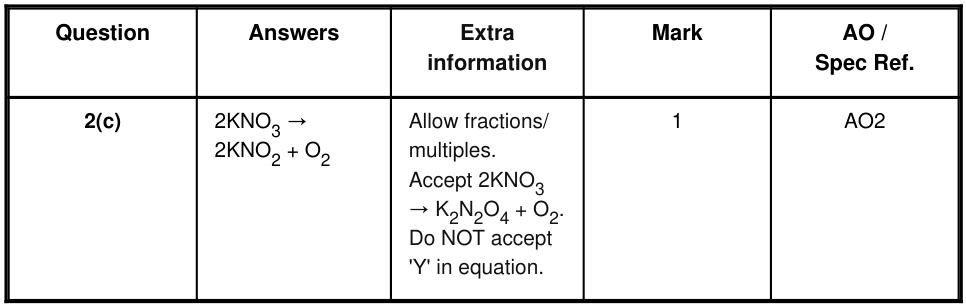 Question Answers Extra information Mark AO / Spec Ref.
2(c) 2KNO3 →
2KNO2 + O2
Allow fractions/
multiples.
Accept 2KNO3
→ K2N2O4 + O2.
Do NOT accept
'Y' in equation.
1
AO2